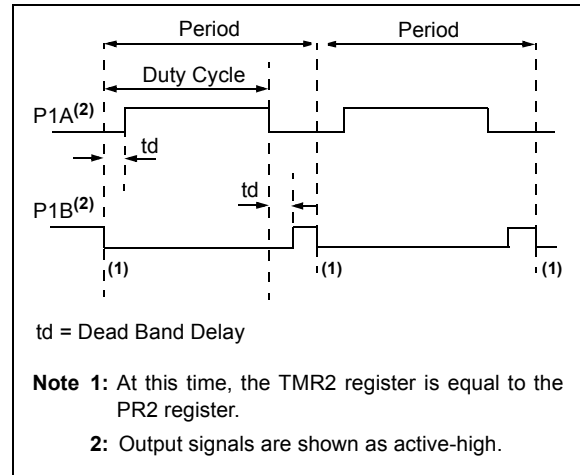 Period Period
Duty Cycle
P1A(2)
td
td
P1B(2)
(1) (1) (1)
td = Dead Band Delay
Note 1: At this time, the TMR2 register is equal to the
PR2 register.
2: Output signals are shown as active-high.